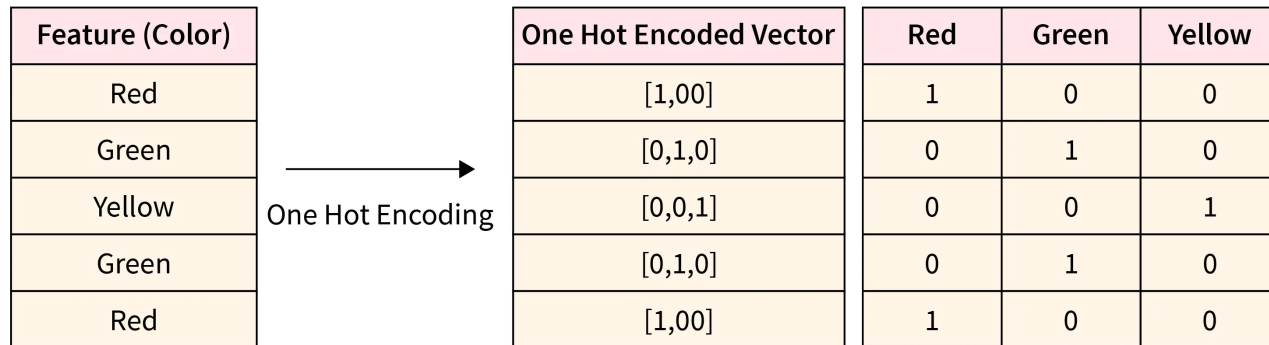 Feature (Color) One Hot Encoded Vector Red Green Yellow
Red [1,00] 1 0 0
Green [0,1,0] 0 1 0
Yellow [0,0,1] 0 0 1
One Hot Encoding
Green [0,1,0] 0 1 0
Red [1,00] 1 0 0